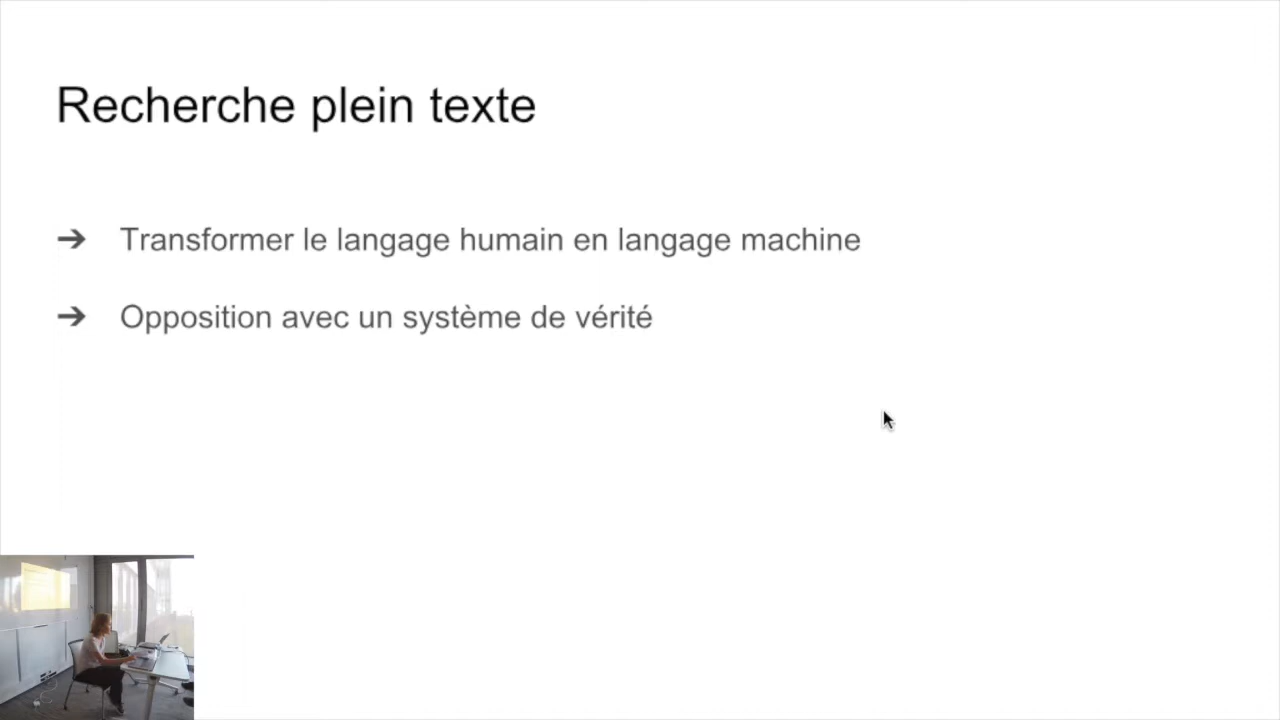 Recherche plein texte
➔ Transformer le langage humain en langage machine
➔ Opposition avec un système de vérité